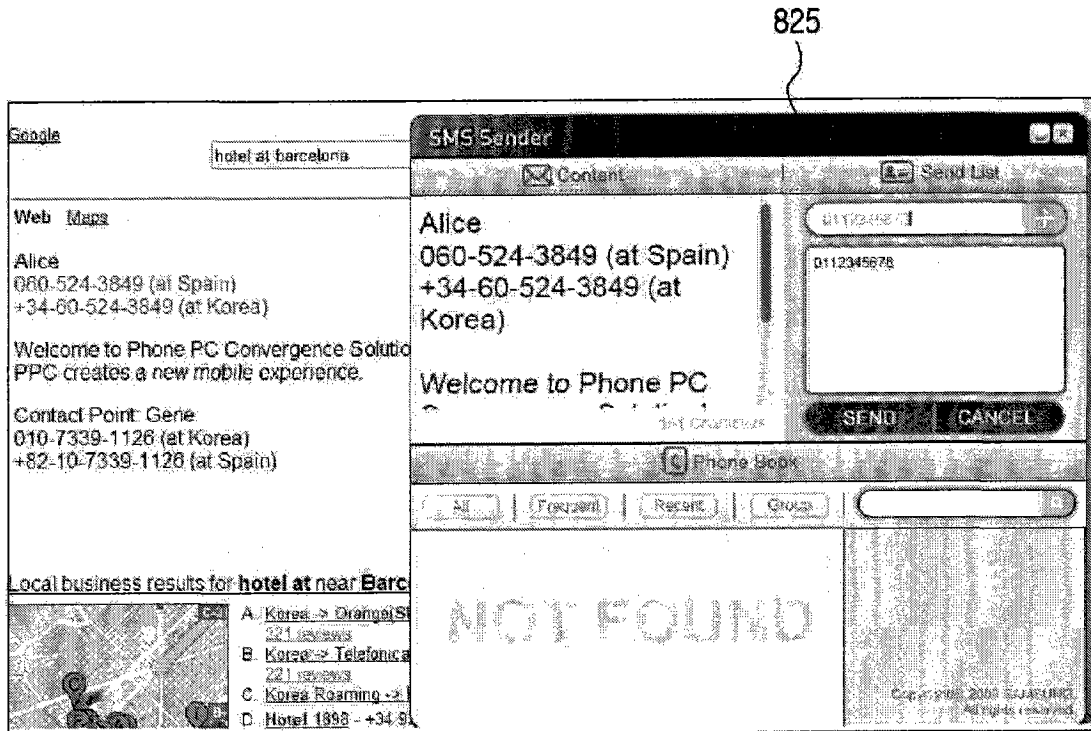 825
Google
hotel at barcelona
Web Maps
Alice
060-524-3849 (at Spain)
+34-60-524-3849 (at Korea)
Welcome to Phone PC Convergence Solutio
PPC creates a new mobile experience.
Contact Point: Gene
010-7339-1126 (at Korea)
+82-10-7339-1126 (at Spain)
Local business results for hotel at near Barc
A. Korea -> Orange(S
221 reviews
B. Korea -> Telefonica
221 reviews
C. Korea Roaming ->
D. Hotel 1898 - +34 9
SMS Sender
Content
Alice
060-524-3849 (at Spain)
+34-60-524-3849 (at
Korea)
Welcome to Phone PC
Send List
0112345678
SEND CANCEL
Phone Book
All Frequent Recent Group
NOT FOUND
SAMSUNG
All rights reserved